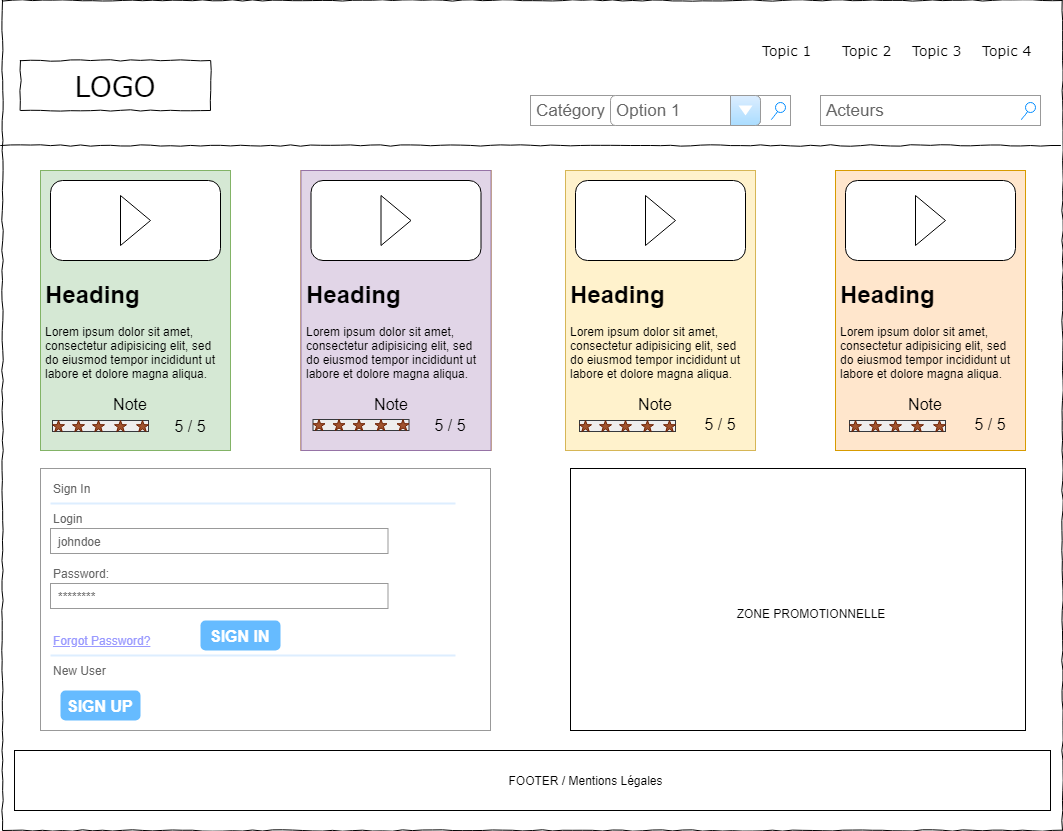 Topic 1 Topic 2 Topic 3 Topic 4
LOGO
Catégory Option 1
Acteurs
Heading
Lorem ipsum dolor sit amet,
consectetur adipisicing elit, sed
do eiusmod tempor incididunt ut
labore et dolore magna aliqua.
Note
5 / 5
Heading
Lorem ipsum dolor sit amet,
consectetur adipisicing elit, sed
do eiusmod tempor incididunt ut
labore et dolore magna aliqua.
Note
5 / 5
Heading
Lorem ipsum dolor sit amet,
consectetur adipisicing elit, sed
do eiusmod tempor incididunt ut
labore et dolore magna aliqua.
Note
5 / 5
Heading
Lorem ipsum dolor sit amet,
consectetur adipisicing elit, sed
do eiusmod tempor incididunt ut
labore et dolore magna aliqua.
Note
5 / 5
Sign In
Login
johndoe
Password:
********
Forgot Password? SIGN IN
New User
SIGN UP
ZONE PROMOTIONNELLE
FOOTER / Mentions Légales